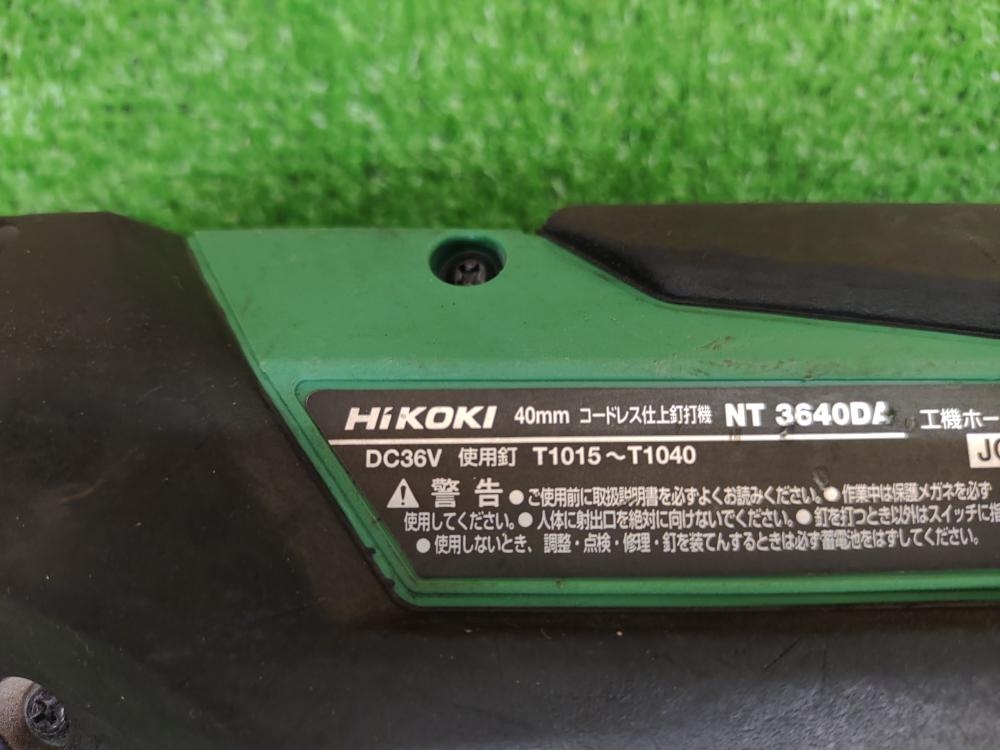 HiKOKI 40mm コードレス仕上釘打機 NT 3640DA 工機ホー
DC36V 使用釘 T1015～T1040
警告 ●ご使用前に取扱説明書を必ずよくお読みください。●作業中は保護メガネを必ず
使用してください。●人体に射出口を絶対に向けないでください。●釘を打つとき以外はスイッチに指
●使用しないとき、調整・点検・修理・釘を装てんするときは必ず蓄電池をはずしてください。